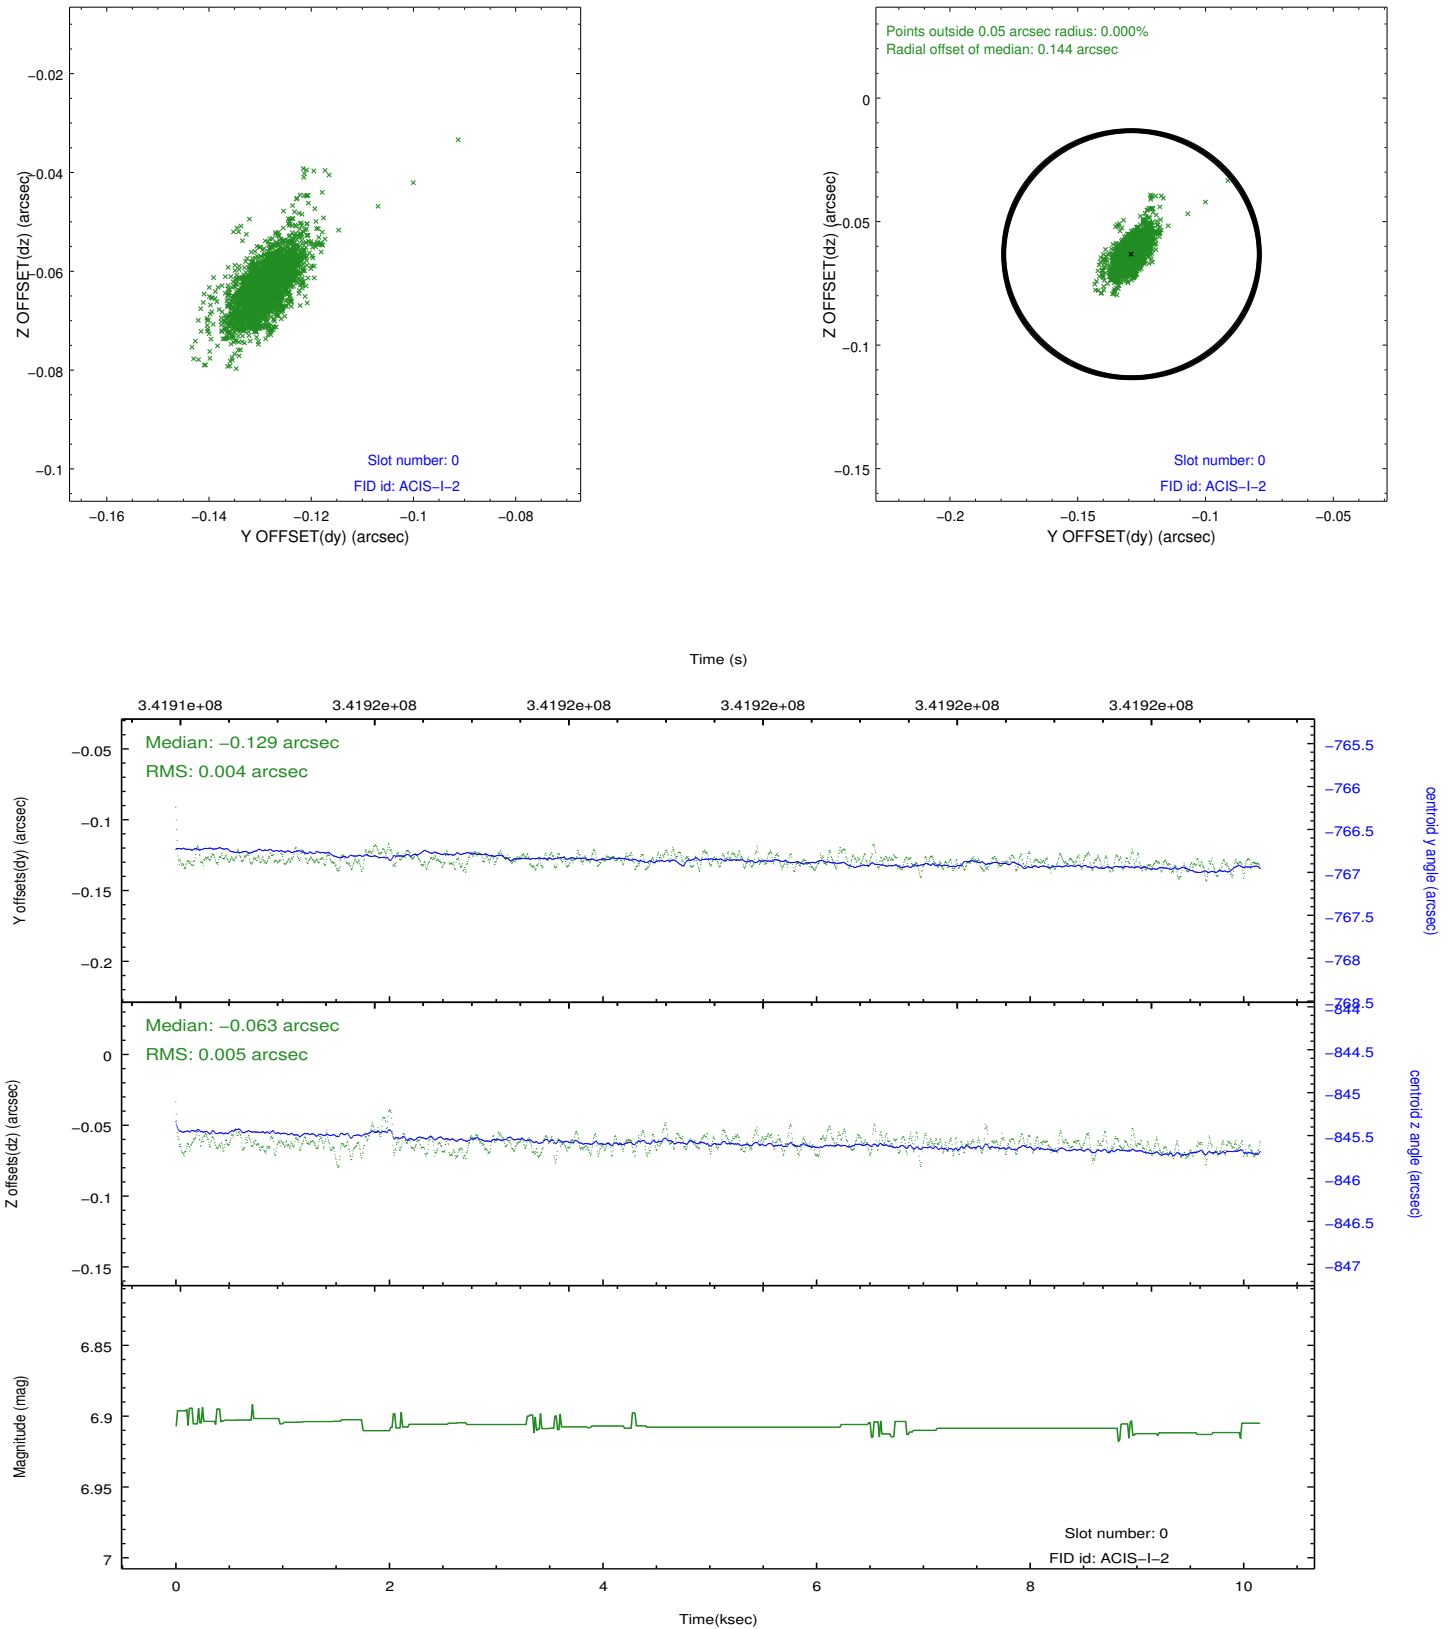 −0.02
−0.04
−0.06
−0.08
−0.1
Z OFFSET(dz) (arcsec)
Slot number: 0
FID id: ACIS−I−2
−0.16
−0.14
−0.12
−0.1
−0.08
Y OFFSET(dy) (arcsec)
Points outside 0.05 arcsec radius: 0.000%
Radial offset of median: 0.144 arcsec
0
−0.05
−0.1
−0.15
Z OFFSET(dz) (arcsec)
Slot number: 0
FID id: ACIS−I−2
−0.2
−0.15
−0.1
−0.05
Y OFFSET(dy) (arcsec)
Time (s)
3.4191e+08
3.4192e+08
3.4192e+08
3.4192e+08
3.4192e+08
3.4192e+08
Median: −0.129 arcsec
RMS: 0.004 arcsec
−0.05
−0.1
−0.15
−0.2
Y offsets(dy) (arcsec)
−765.5
−766
−766.5
−767
−767.5
−768
−768.5
centroid y angle (arcsec)
Median: −0.063 arcsec
RMS: 0.005 arcsec
0
−0.05
−0.1
−0.15
Z offsets(dz) (arcsec)
−844
−844.5
−845
−845.5
−846
−846.5
−847
centroid z angle (arcsec)
6.85
6.9
6.95
7
Magnitude (mag)
Slot number: 0
FID id: ACIS−I−2
0
2
4
6
8
10
Time(ksec)